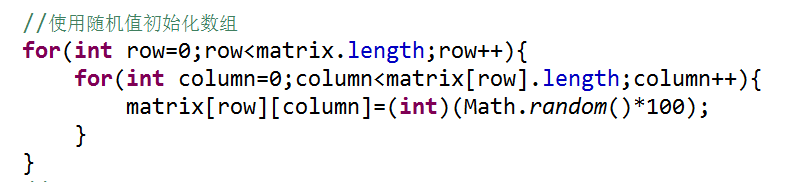 //使用随机值初始化数组
for(int row=0;row<matrix.length;row++){
    for(int column=0;column<matrix[row].length;column++){
        matrix[row][column]=(int)(Math.random()*100);
    }
}